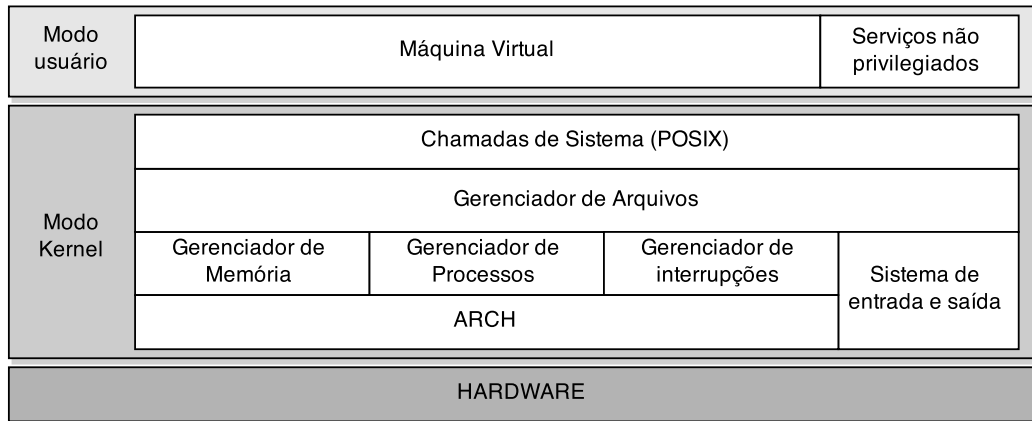 Modo
usuário
Máquina Virtual
Serviços não
privilegiados
Modo
Kernel
Chamadas de Sistema (POSIX)
Gerenciador de Arquivos
Gerenciador de
Memória
Gerenciador de
Processos
Gerenciador de
interrupções
Sistema de
entrada e saída
ARCH
HARDWARE